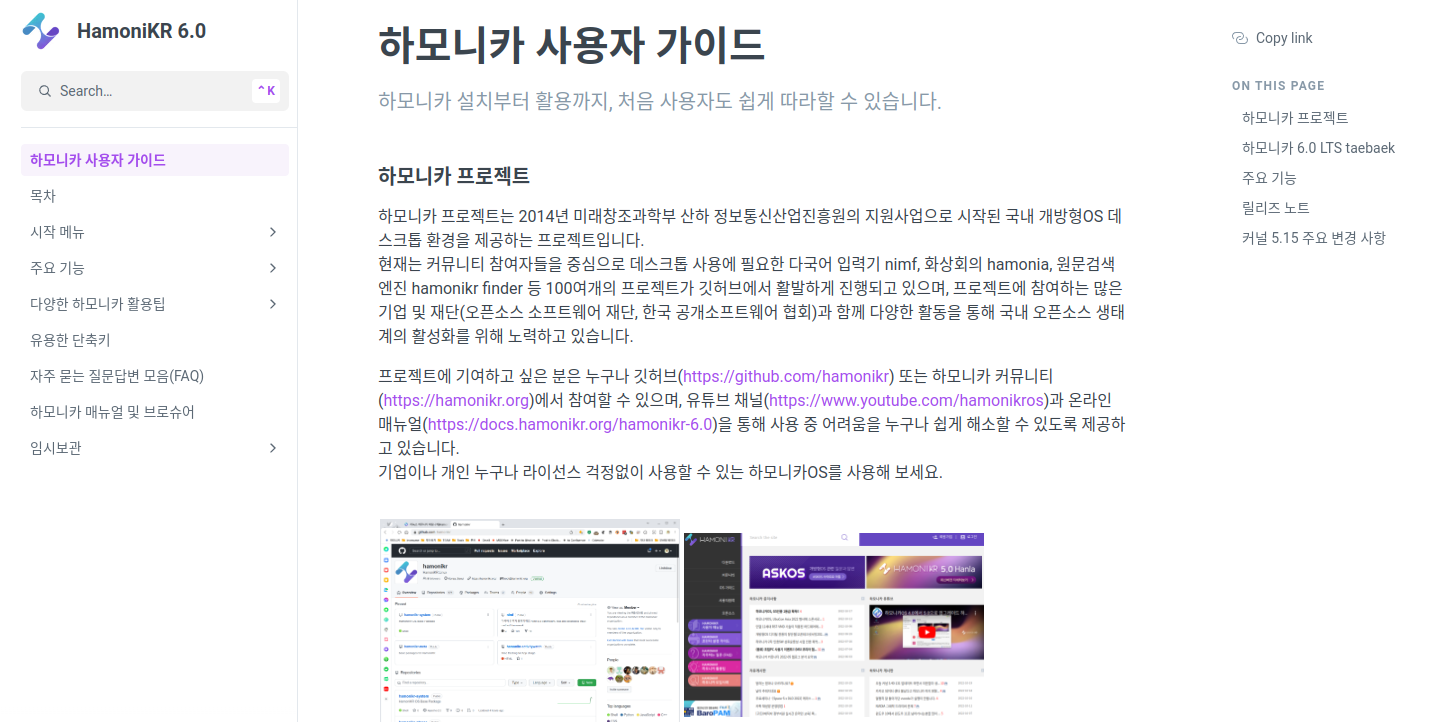 HamoniKR 6.0
Search...
⌃ K
하모니카 사용자 가이드
목차
시작 메뉴
주요 기능
다양한 하모니카 활용팁
유용한 단축키
자주 묻는 질문답변 모음(FAQ)
하모니카 매뉴얼 및 브로슈어
임시보관
하모니카 사용자 가이드
하모니카 설치부터 활용까지, 처음 사용자도 쉽게 따라할 수 있습니다.
하모니카 프로젝트
하모니카 프로젝트는 2014년 미래창조과학부 산하 정보통신산업진흥원의 지원사업으로 시작된 국내 개방형OS 데
스크톱 환경을 제공하는 프로젝트입니다.
현재는 커뮤니티 참여자들을 중심으로 데스크톱 사용에 필요한 다국어 입력기 nimf, 화상회의 hamonia, 원문검색
엔진 hamonikr finder 등 100여개의 프로젝트가 깃허브에서 활발하게 진행되고 있으며, 프로젝트에 참여하는 많은
기업 및 재단(오픈소스 소프트웨어 재단, 한국 공개소프트웨어 협회)과 함께 다양한 활동을 통해 국내 오픈소스 생태
계의 활성화를 위해 노력하고 있습니다.
프로젝트에 기여하고 싶은 분은 누구나 깃허브(https://github.com/hamonikr) 또는 하모니카 커뮤니티
(https://hamonikr.org)에서 참여할 수 있으며, 유튜브 채널(https://www.youtube.com/hamonikros)과 온라인
매뉴얼(https://docs.hamonikr.org/hamonikr-6.0)을 통해 사용 중 어려움을 누구나 쉽게 해소할 수 있도록 제공하
고 있습니다.
기업이나 개인 누구나 라이선스 걱정없이 사용할 수 있는 하모니카OS를 사용해 보세요.
hamonikr
People
ASKOS
HAMONIKR 5.0 Hanla
BaroPAM
Copy link
ON THIS PAGE
하모니카 프로젝트
하모니카 6.0 LTS taebaek
주요 기능
릴리즈 노트
커널 5.15 주요 변경 사항